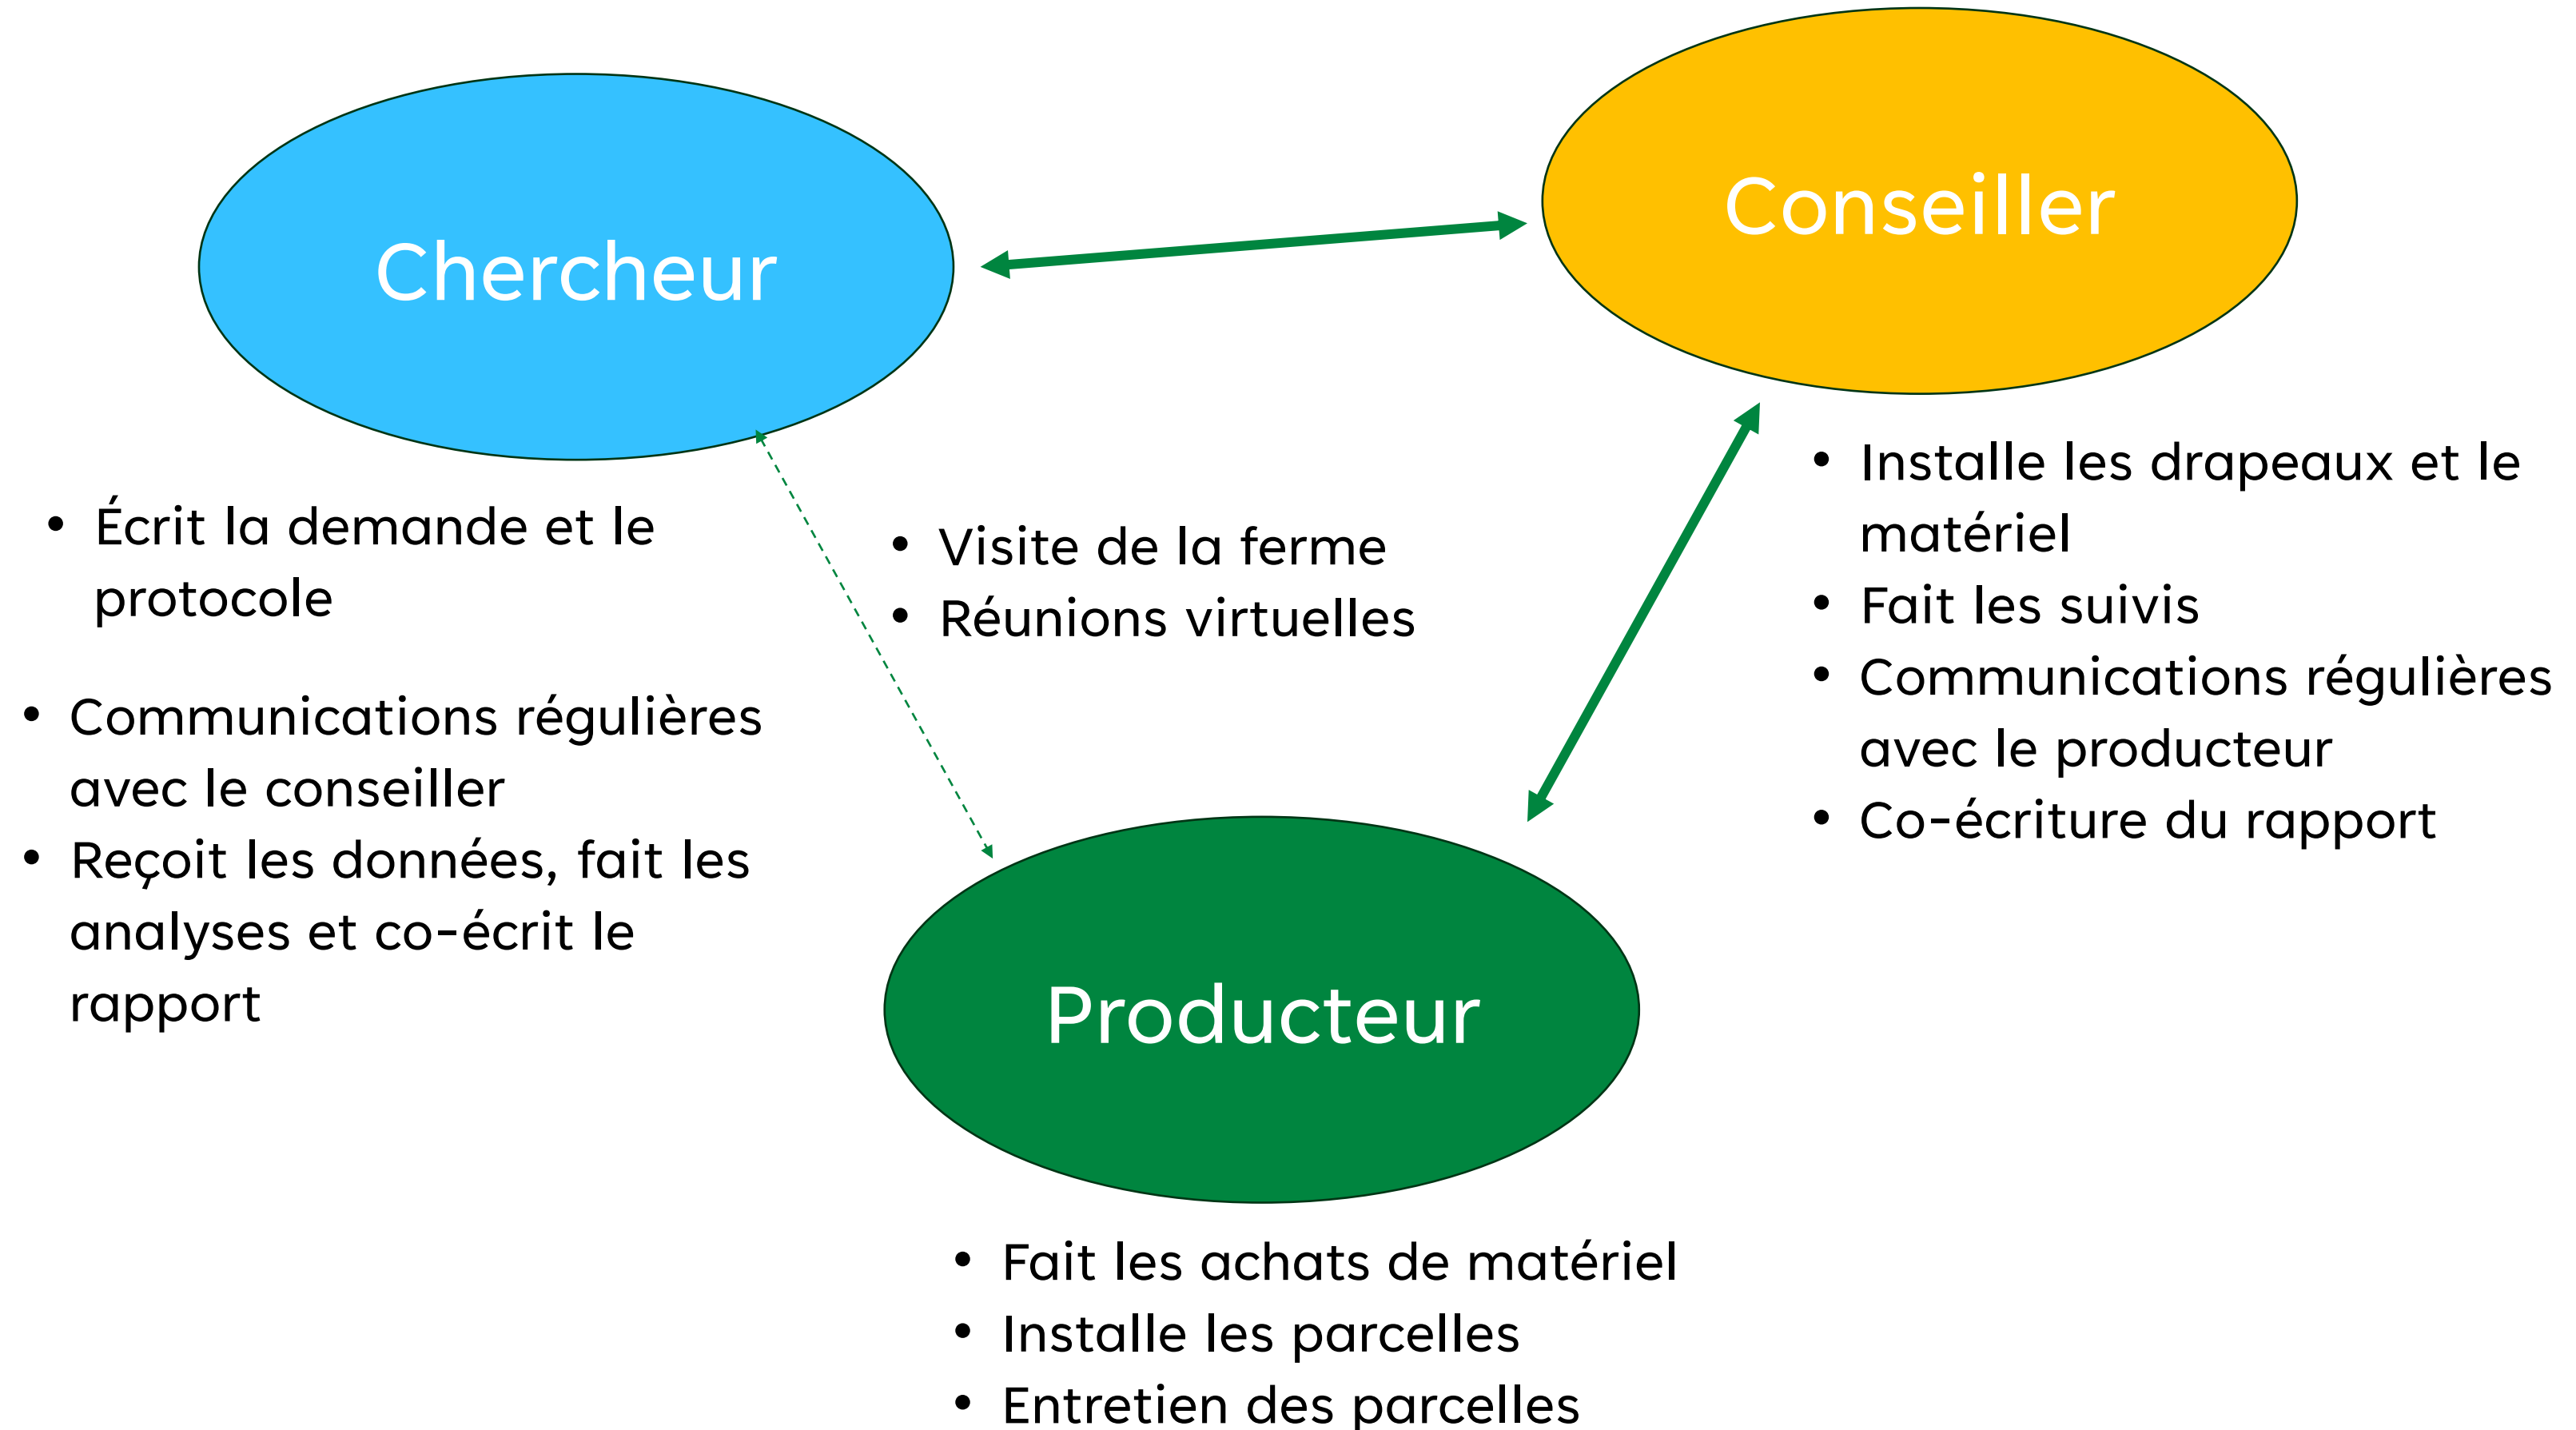 Chercheur
Conseiller
• Écrit la demande et le
protocole
• Communications régulières
avec le conseiller
• Reçoit les données, fait les
analyses et co-écrit le
rapport
• Visite de la ferme
• Réunions virtuelles
• Installe les drapeaux et le
matériel
• Fait les suivis
• Communications régulières
avec le producteur
• Co-écriture du rapport
Producteur
• Fait les achats de matériel
• Installe les parcelles
• Entretien des parcelles